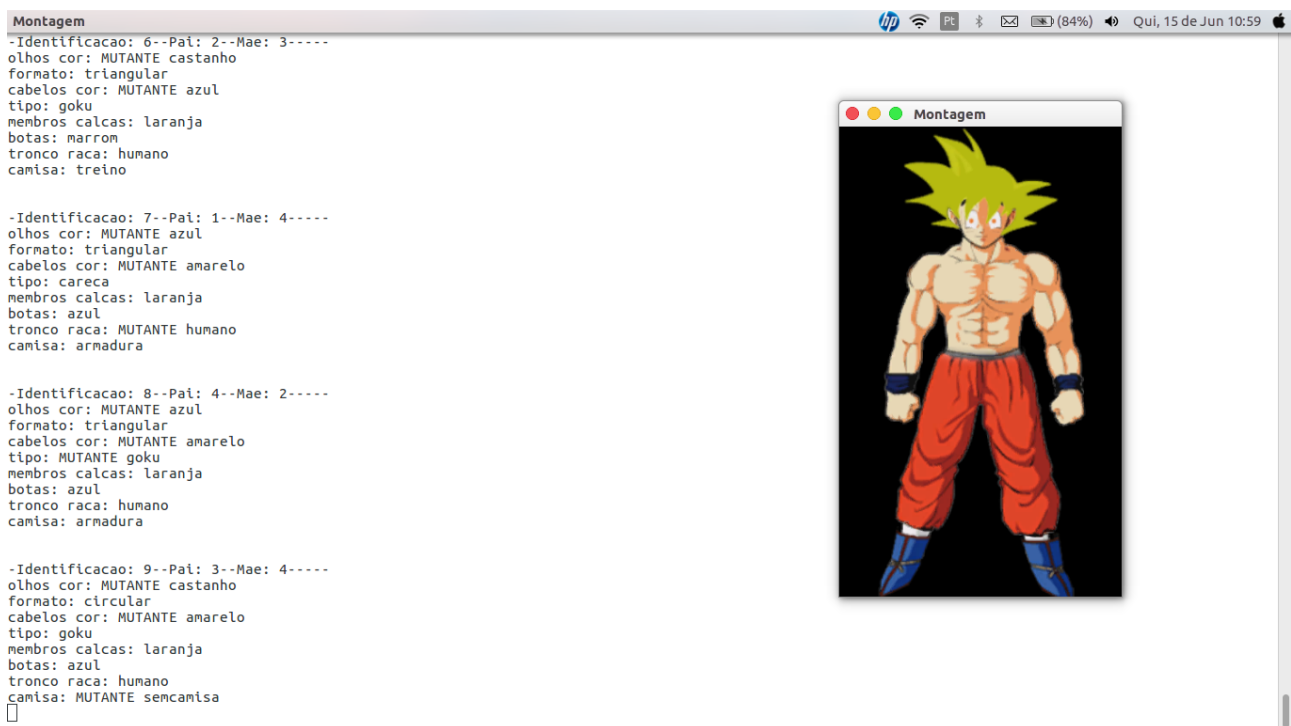 Montagem
hp Pt (84%) Qui, 15 de Jun 10:59
-Identificacao: 6--Pai: 2--Mae: 3-----
olhos cor: MUTANTE castanho
formato: triangular
cabelos cor: MUTANTE azul
tipo: goku
membros calcas: laranja
botas: marrom
tronco raca: humano
camisa: treino
-Identificacao: 7--Pai: 1--Mae: 4-----
olhos cor: MUTANTE azul
formato: triangular
cabelos cor: MUTANTE amarelo
tipo: careca
membros calcas: laranja
botas: azul
tronco raca: MUTANTE humano
camisa: armadura
-Identificacao: 8--Pai: 4--Mae: 2-----
olhos cor: MUTANTE azul
formato: triangular
cabelos cor: MUTANTE amarelo
tipo: MUTANTE goku
membros calcas: laranja
botas: azul
tronco raca: humano
camisa: armadura
-Identificacao: 9--Pai: 3--Mae: 4-----
olhos cor: MUTANTE castanho
formato: circular
cabelos cor: MUTANTE amarelo
tipo: goku
membros calcas: laranja
botas: azul
tronco raca: humano
camisa: MUTANTE semcamisa
Montagem